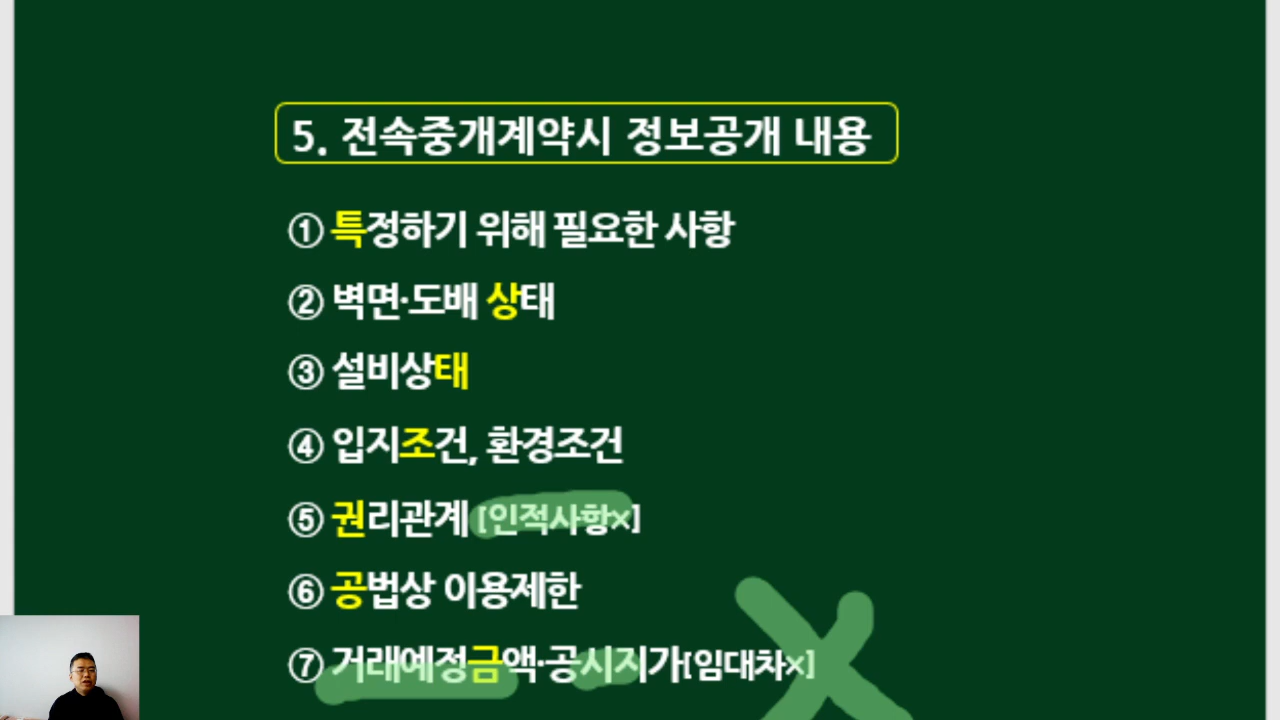 5. 전속중개계약시 정보공개 내용
① 특정하기 위해 필요한 사항
② 벽면·도배 상태
③ 설비상태
④ 입지조건, 환경조건
⑤ 권리관계 [인적사항×]
⑥ 공법상 이용제한
⑦ 거래예정금액·공시지가[임대차×]